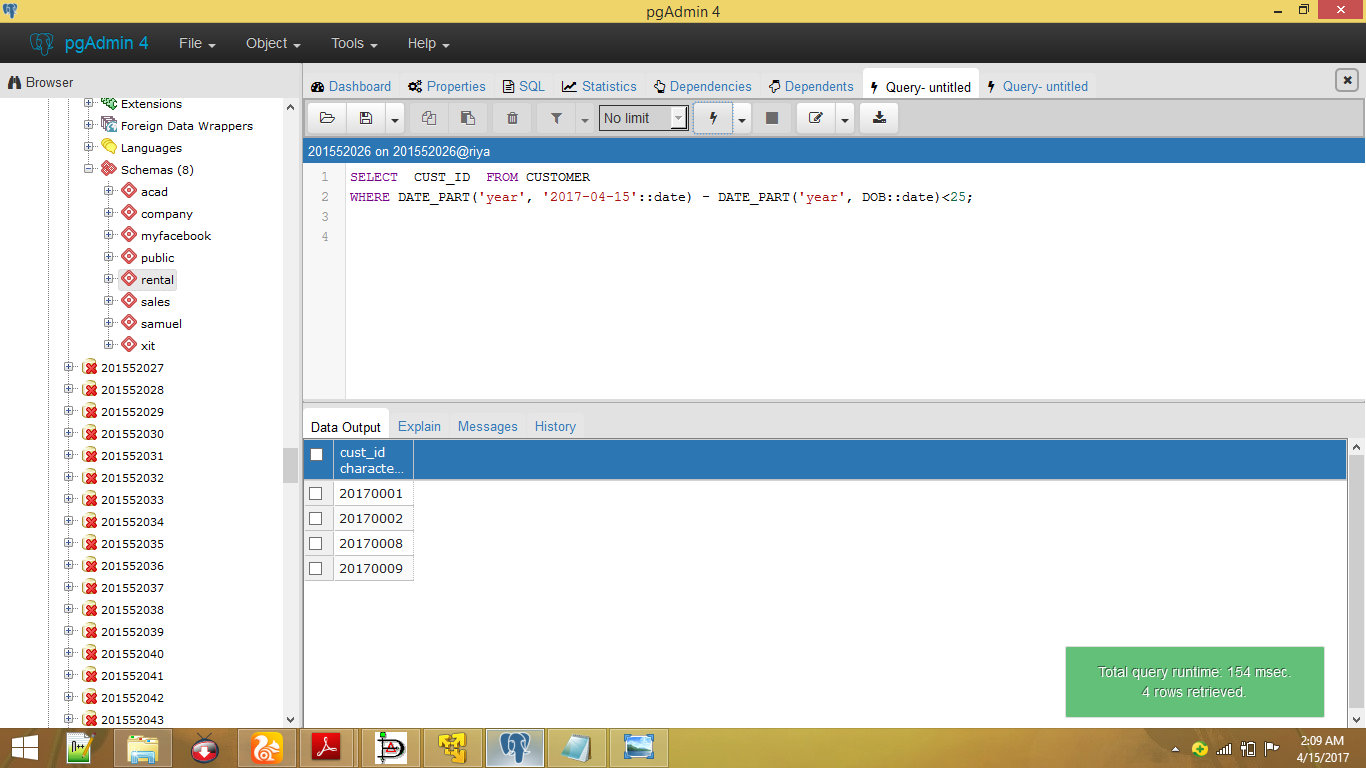 pgAdmin 4
pgAdmin 4 File Object Tools Help
Browser
Extensions
Foreign Data Wrappers
Languages
Schemas (8)
acad
company
myfacebook
public
rental
sales
samuel
xit
201552027
201552028
201552029
201552030
201552031
201552032
201552033
201552034
201552035
201552036
201552037
201552038
201552039
201552040
201552041
201552042
201552043
Dashboard Properties SQL Statistics Dependencies Dependents Query- untitled Query- untitled
No limit
201552026 on 201552026@riya
1 SELECT  CUST_ID  FROM CUSTOMER
2 WHERE DATE_PART('year', '2017-04-15'::date) - DATE_PART('year', DOB::date)<25;
3
4
Data Output Explain Messages History
cust_id
characte...
20170001
20170002
20170008
20170009
Total query runtime: 154 msec.
4 rows retrieved.
2:09 AM
4/15/2017